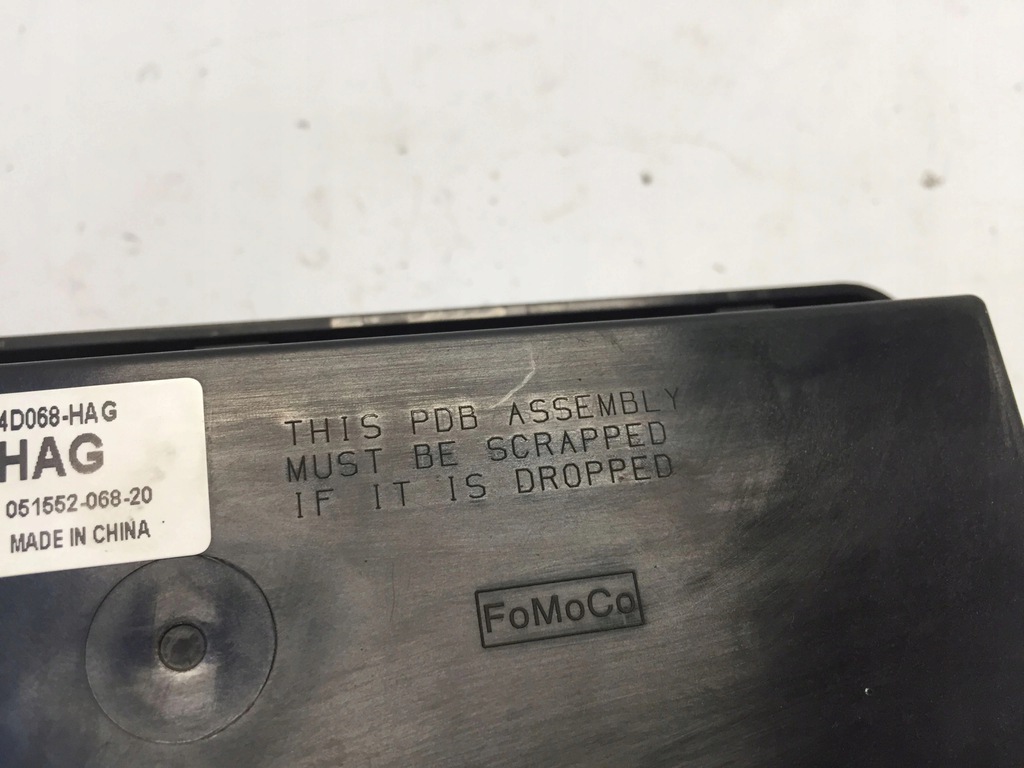 4D068-HAG
HAG
051552-068-20
MADE IN CHINA
THIS PDB ASSEMBLY
MUST BE SCRAPPED
IF IT IS DROPPED
FoMoCo